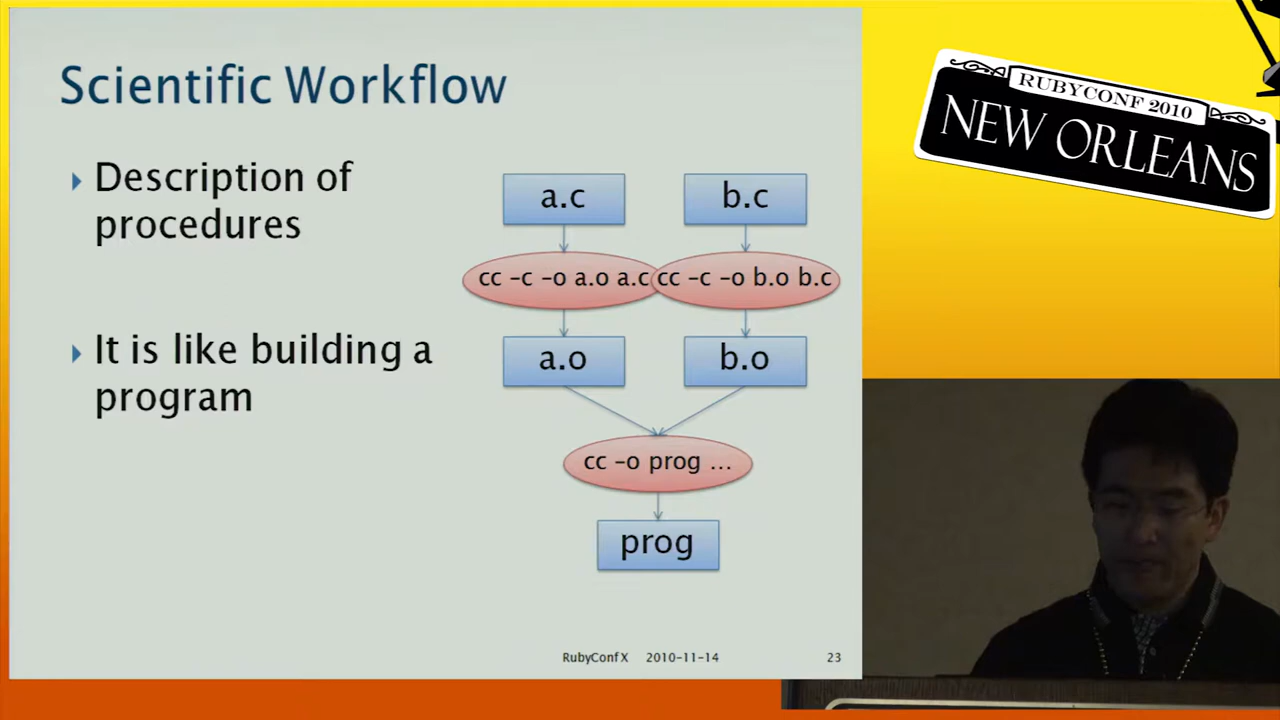 Scientific Workflow
Description of
procedures
It is like building a
program
a.c
b.c
cc -c -o a.o a.c
cc -c -o b.o b.c
a.o
b.o
cc -o prog ...
prog
RubyConf X 2010-11-14 23
RUBYCONF 2010
NEW ORLEANS